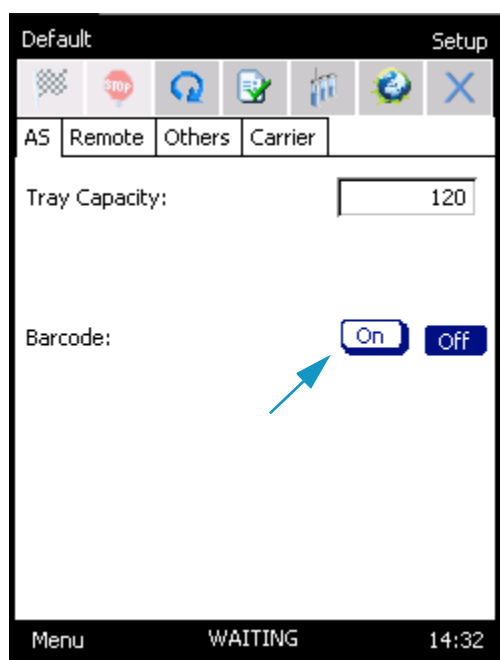 Default Setup
STOP
AS Remote Others Carrier
Tray Capacity: 120
Barcode: On Off
Menu WAITING 14:32